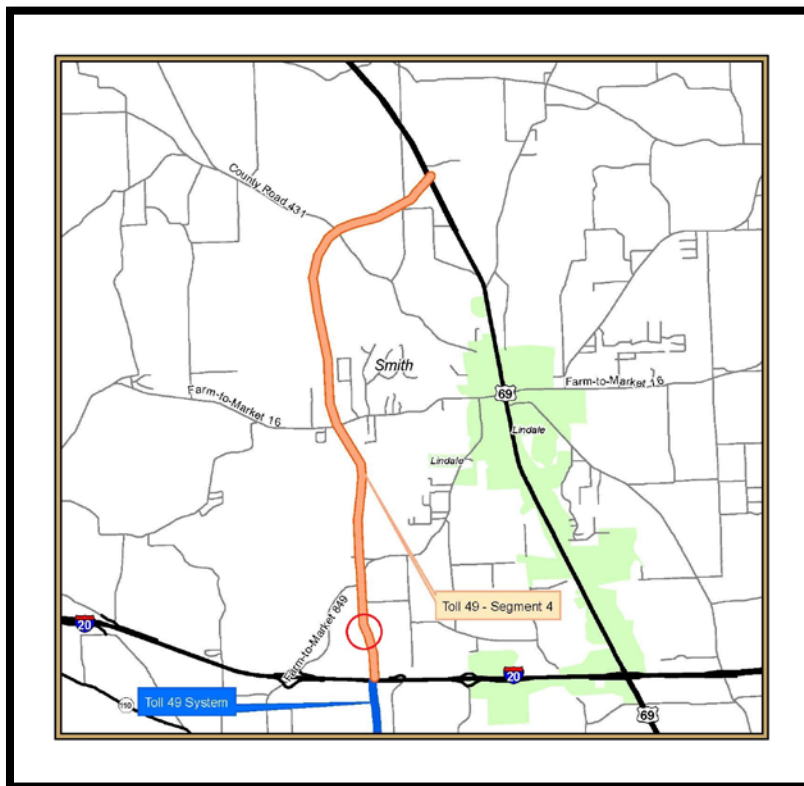 County Road 431
Smith
Farm-to-Market 16
Farm-to-Market 16
69
Lindale
Lindale
Toll 49 - Segment 4
Farm-to-Market 849
20
20
Toll 49 System
110
69